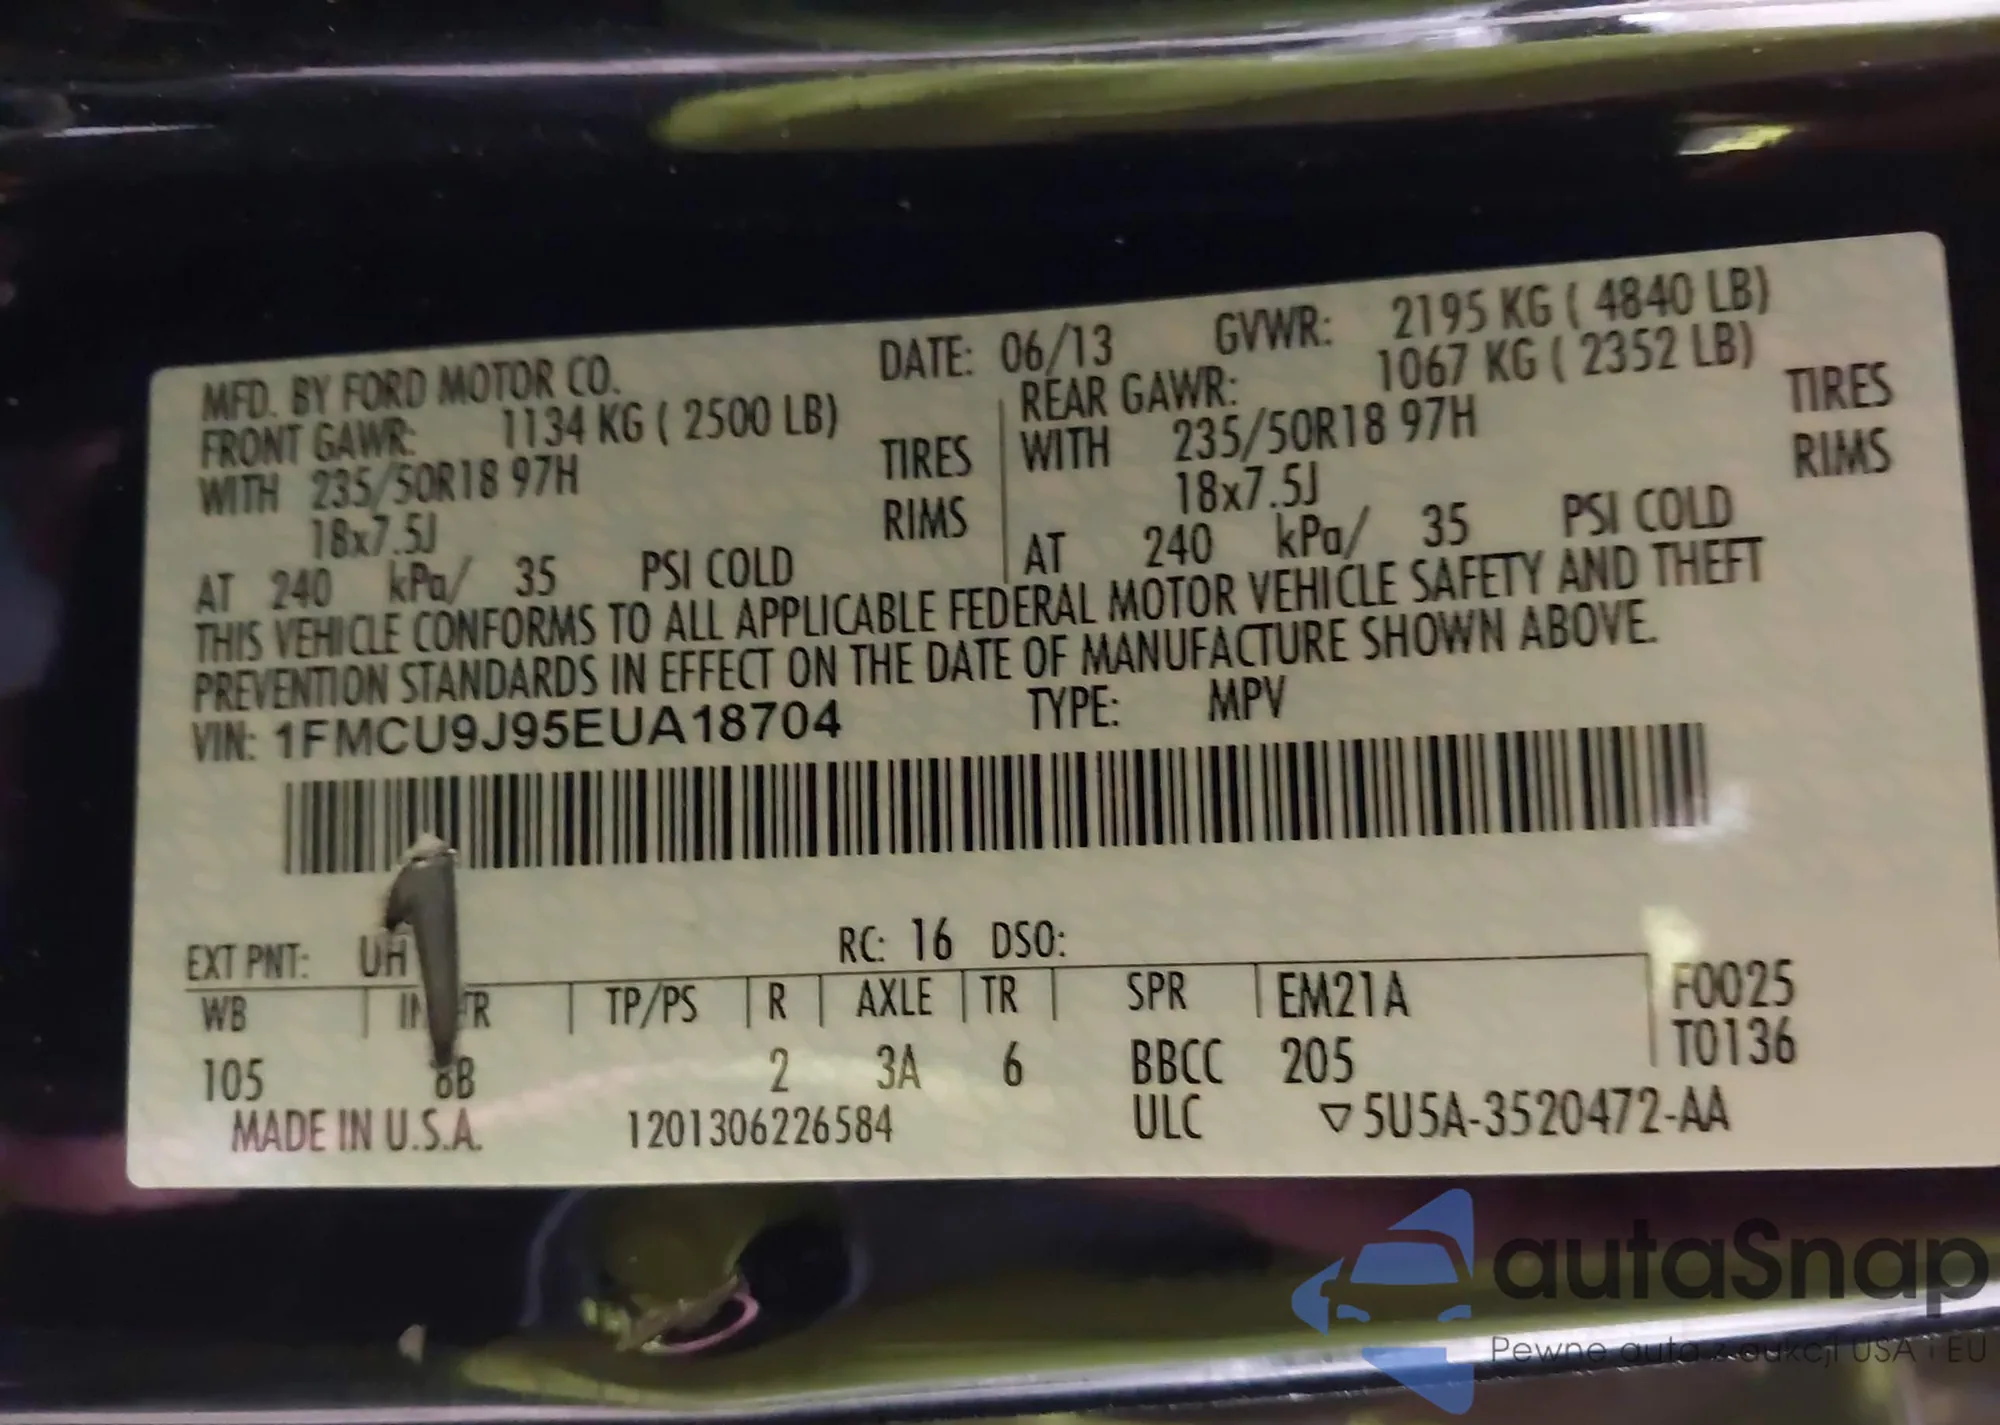 MFD. BY FORD MOTOR CO. DATE: 06/13 GVWR: 2195 KG ( 4840 LB)
FRONT GAWR: 1134 KG ( 2500 LB) REAR GAWR: 1067 KG ( 2352 LB)
WITH 235/50R18 97H TIRES WITH 235/50R18 97H TIRES
18x7.5J RIMS 18x7.5J RIMS
AT 240 kPa/ 35 PSI COLD AT 240 kPa/ 35 PSI COLD
THIS VEHICLE CONFORMS TO ALL APPLICABLE FEDERAL MOTOR VEHICLE SAFETY AND THEFT
PREVENTION STANDARDS IN EFFECT ON THE DATE OF MANUFACTURE SHOWN ABOVE.
VIN: 1FMCU9J95EUA18704 TYPE: MPV
EXT PNT: UH RC: 16 DSO:
WB TP/PS R AXLE TR SPR EM21A F0025
105 2 3A 6 BBCC 205 T0136
MADE IN U.S.A. 1201306226584 ULC ▽5U5A-3520472-AA
autaSnap
Pewne auta z aukcji USA i EU